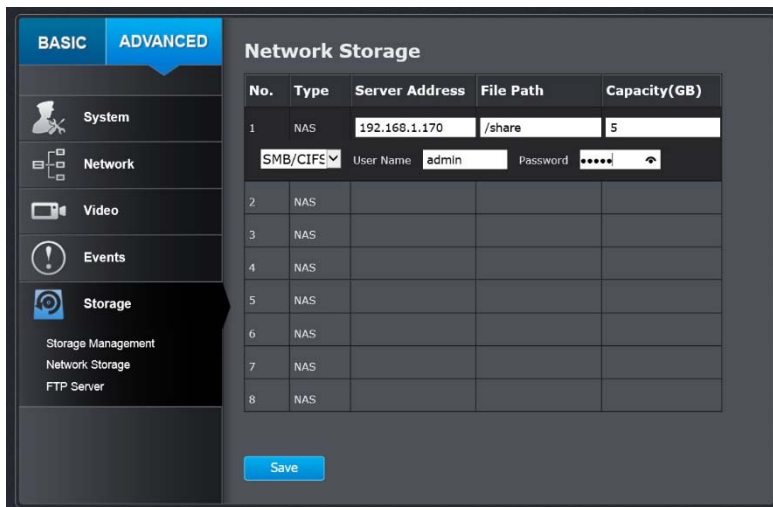 BASIC ADVANCED
Network Storage
No. Type Server Address File Path Capacity(GB)
System
1 NAS 192.168.1.170 /share 5
SMB/CIFS User Name admin Password •••••
Network
2 NAS
Video
3 NAS
Events
4 NAS
Storage
5 NAS
6 NAS
Storage Management
Network Storage
7 NAS
FTP Server
8 NAS
Save